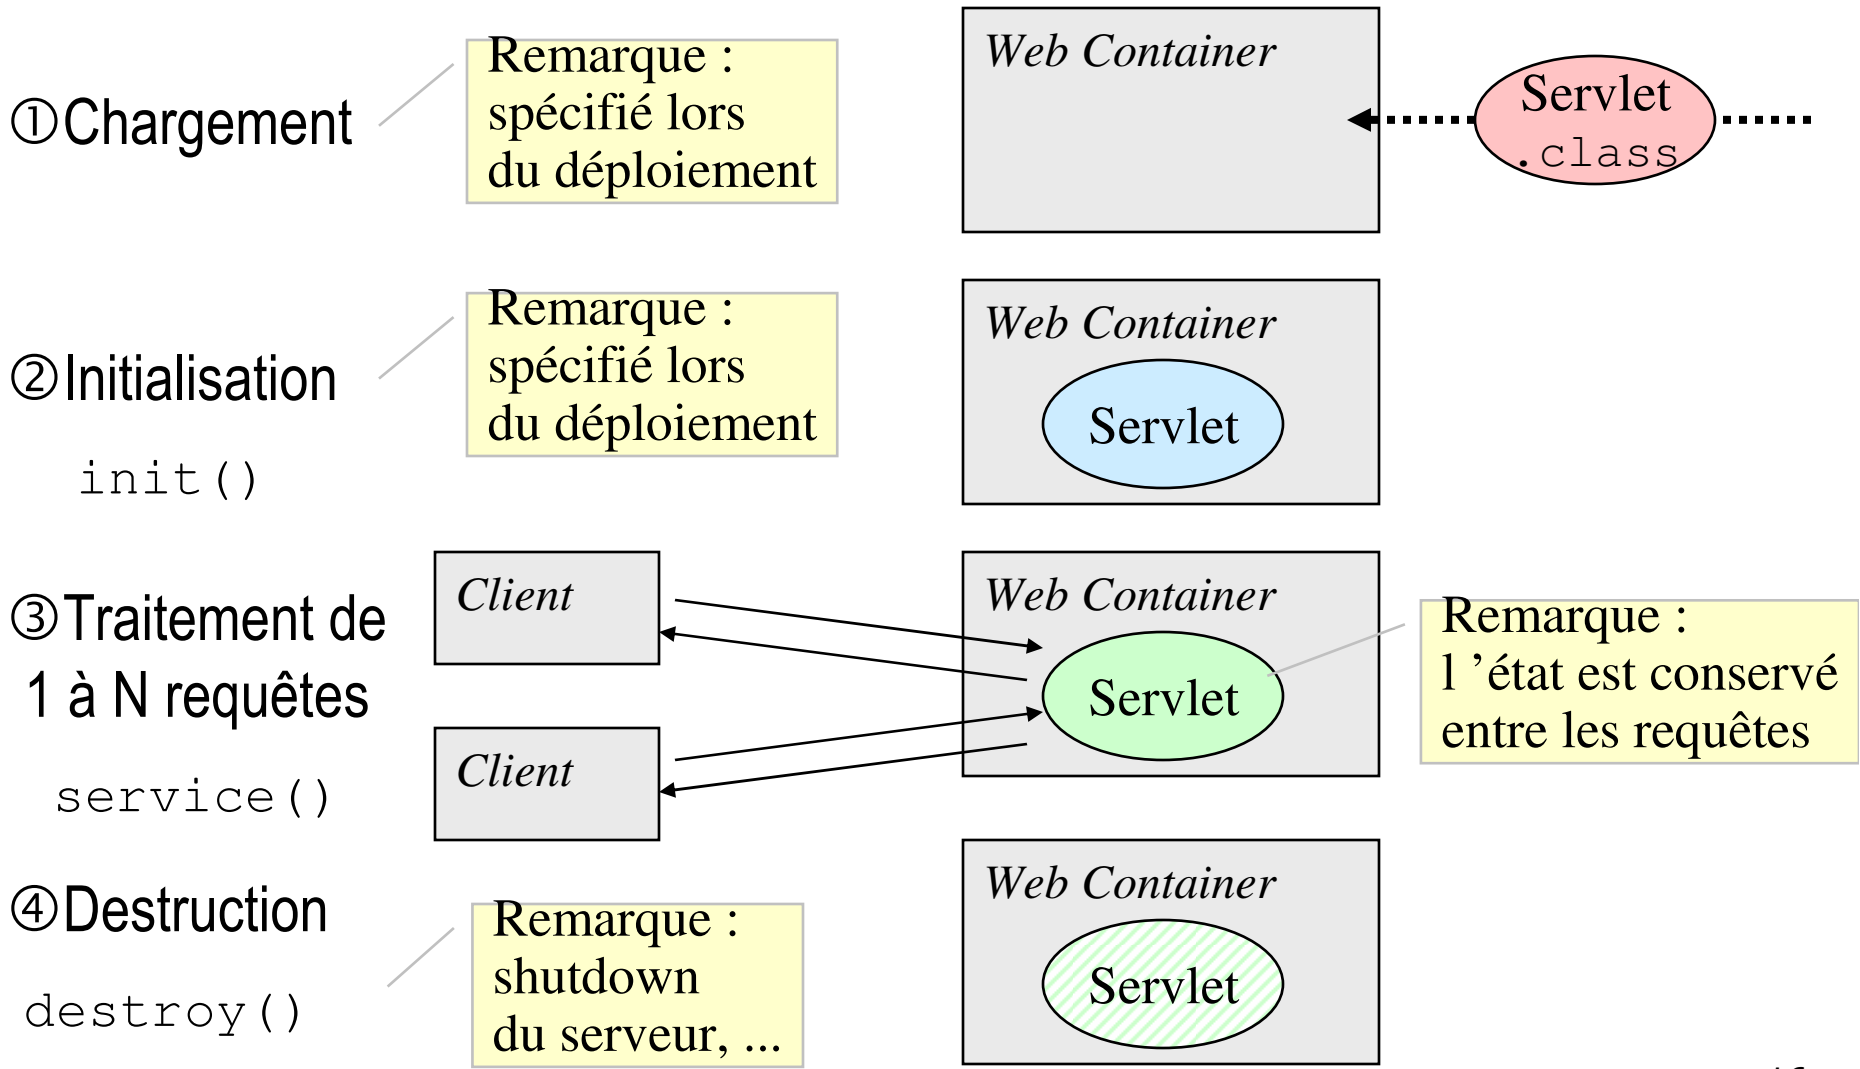 ①Chargement
Remarque :
spécifié lors
du déploiement
Web Container
Servlet
.class
②Initialisation
init()
Remarque :
spécifié lors
du déploiement
Web Container
Servlet
③Traitement de
1 à N requêtes
service()
Client
Client
Web Container
Servlet
Remarque :
l ’état est conservé
entre les requêtes
④Destruction
destroy()
Remarque :
shutdown
du serveur, ...
Web Container
Servlet